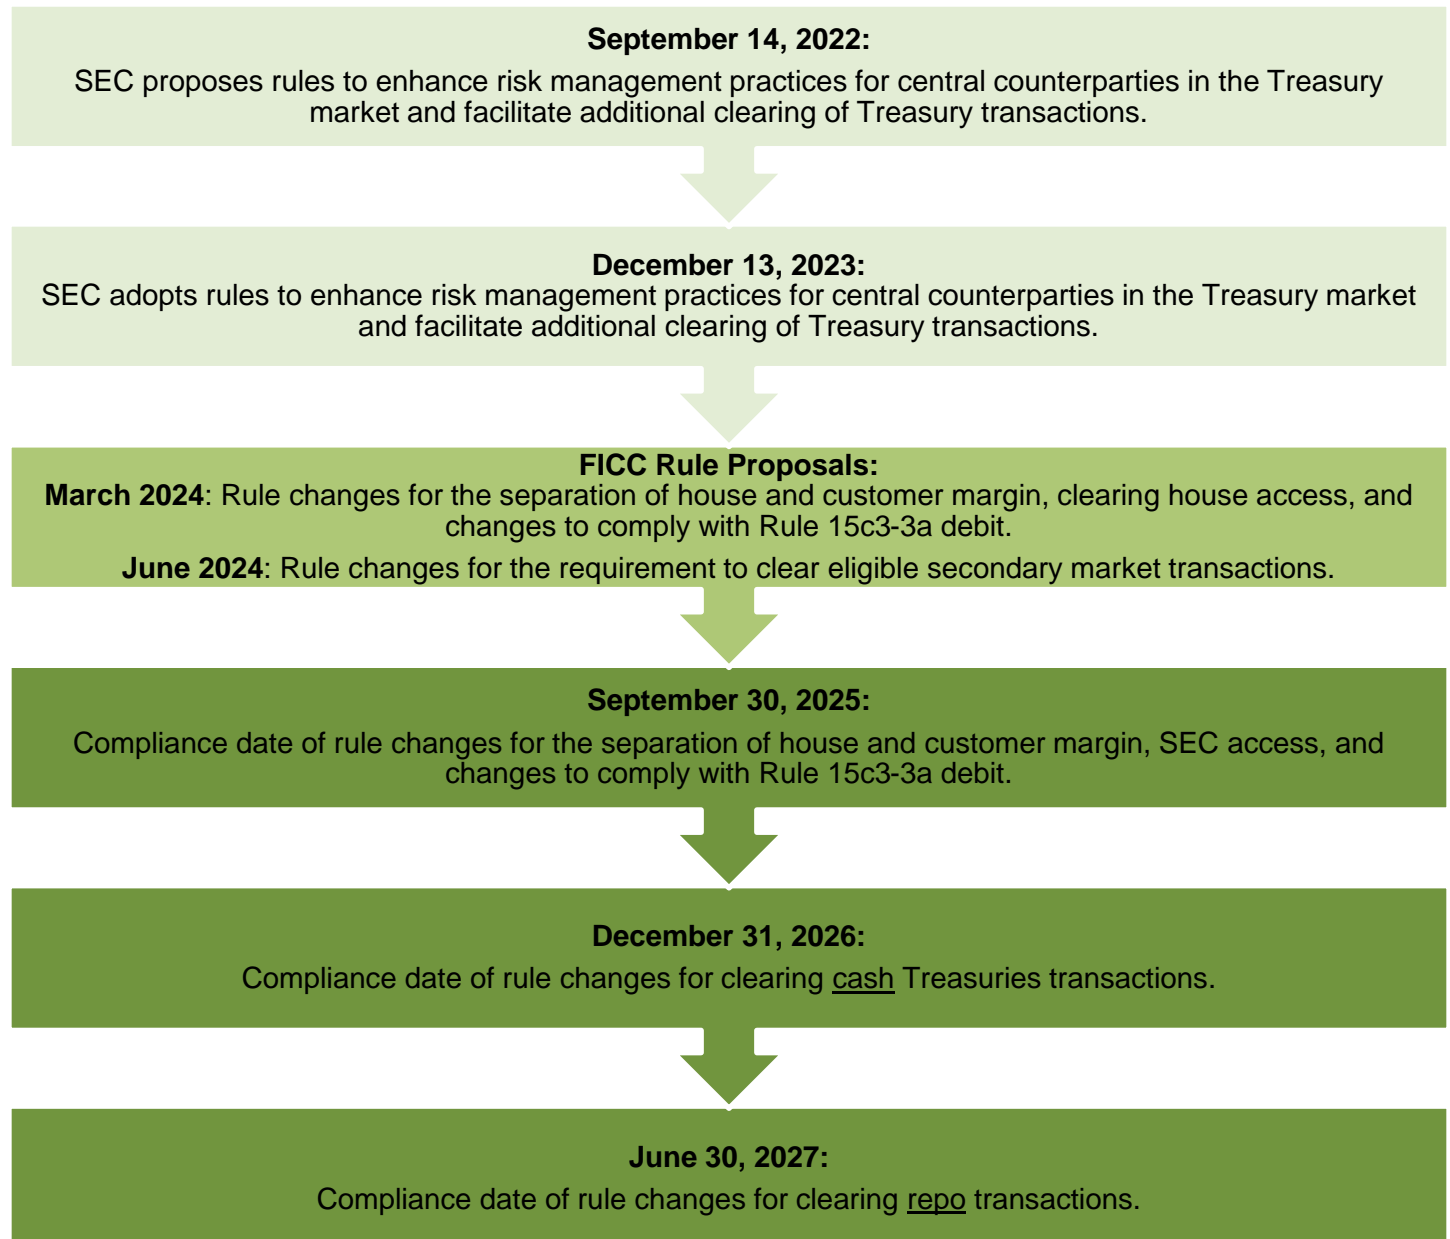 September 14, 2022:
SEC proposes rules to enhance risk management practices for central counterparties in the Treasury
market and facilitate additional clearing of Treasury transactions.
December 13, 2023:
SEC adopts rules to enhance risk management practices for central counterparties in the Treasury market
and facilitate additional clearing of Treasury transactions.
FICC Rule Proposals:
March 2024: Rule changes for the separation of house and customer margin, clearing house access, and
changes to comply with Rule 15c3-3a debit.
June 2024: Rule changes for the requirement to clear eligible secondary market transactions.
September 30, 2025:
Compliance date of rule changes for the separation of house and customer margin, SEC access, and
changes to comply with Rule 15c3-3a debit.
December 31, 2026:
Compliance date of rule changes for clearing cash Treasuries transactions.
June 30, 2027:
Compliance date of rule changes for clearing repo transactions.